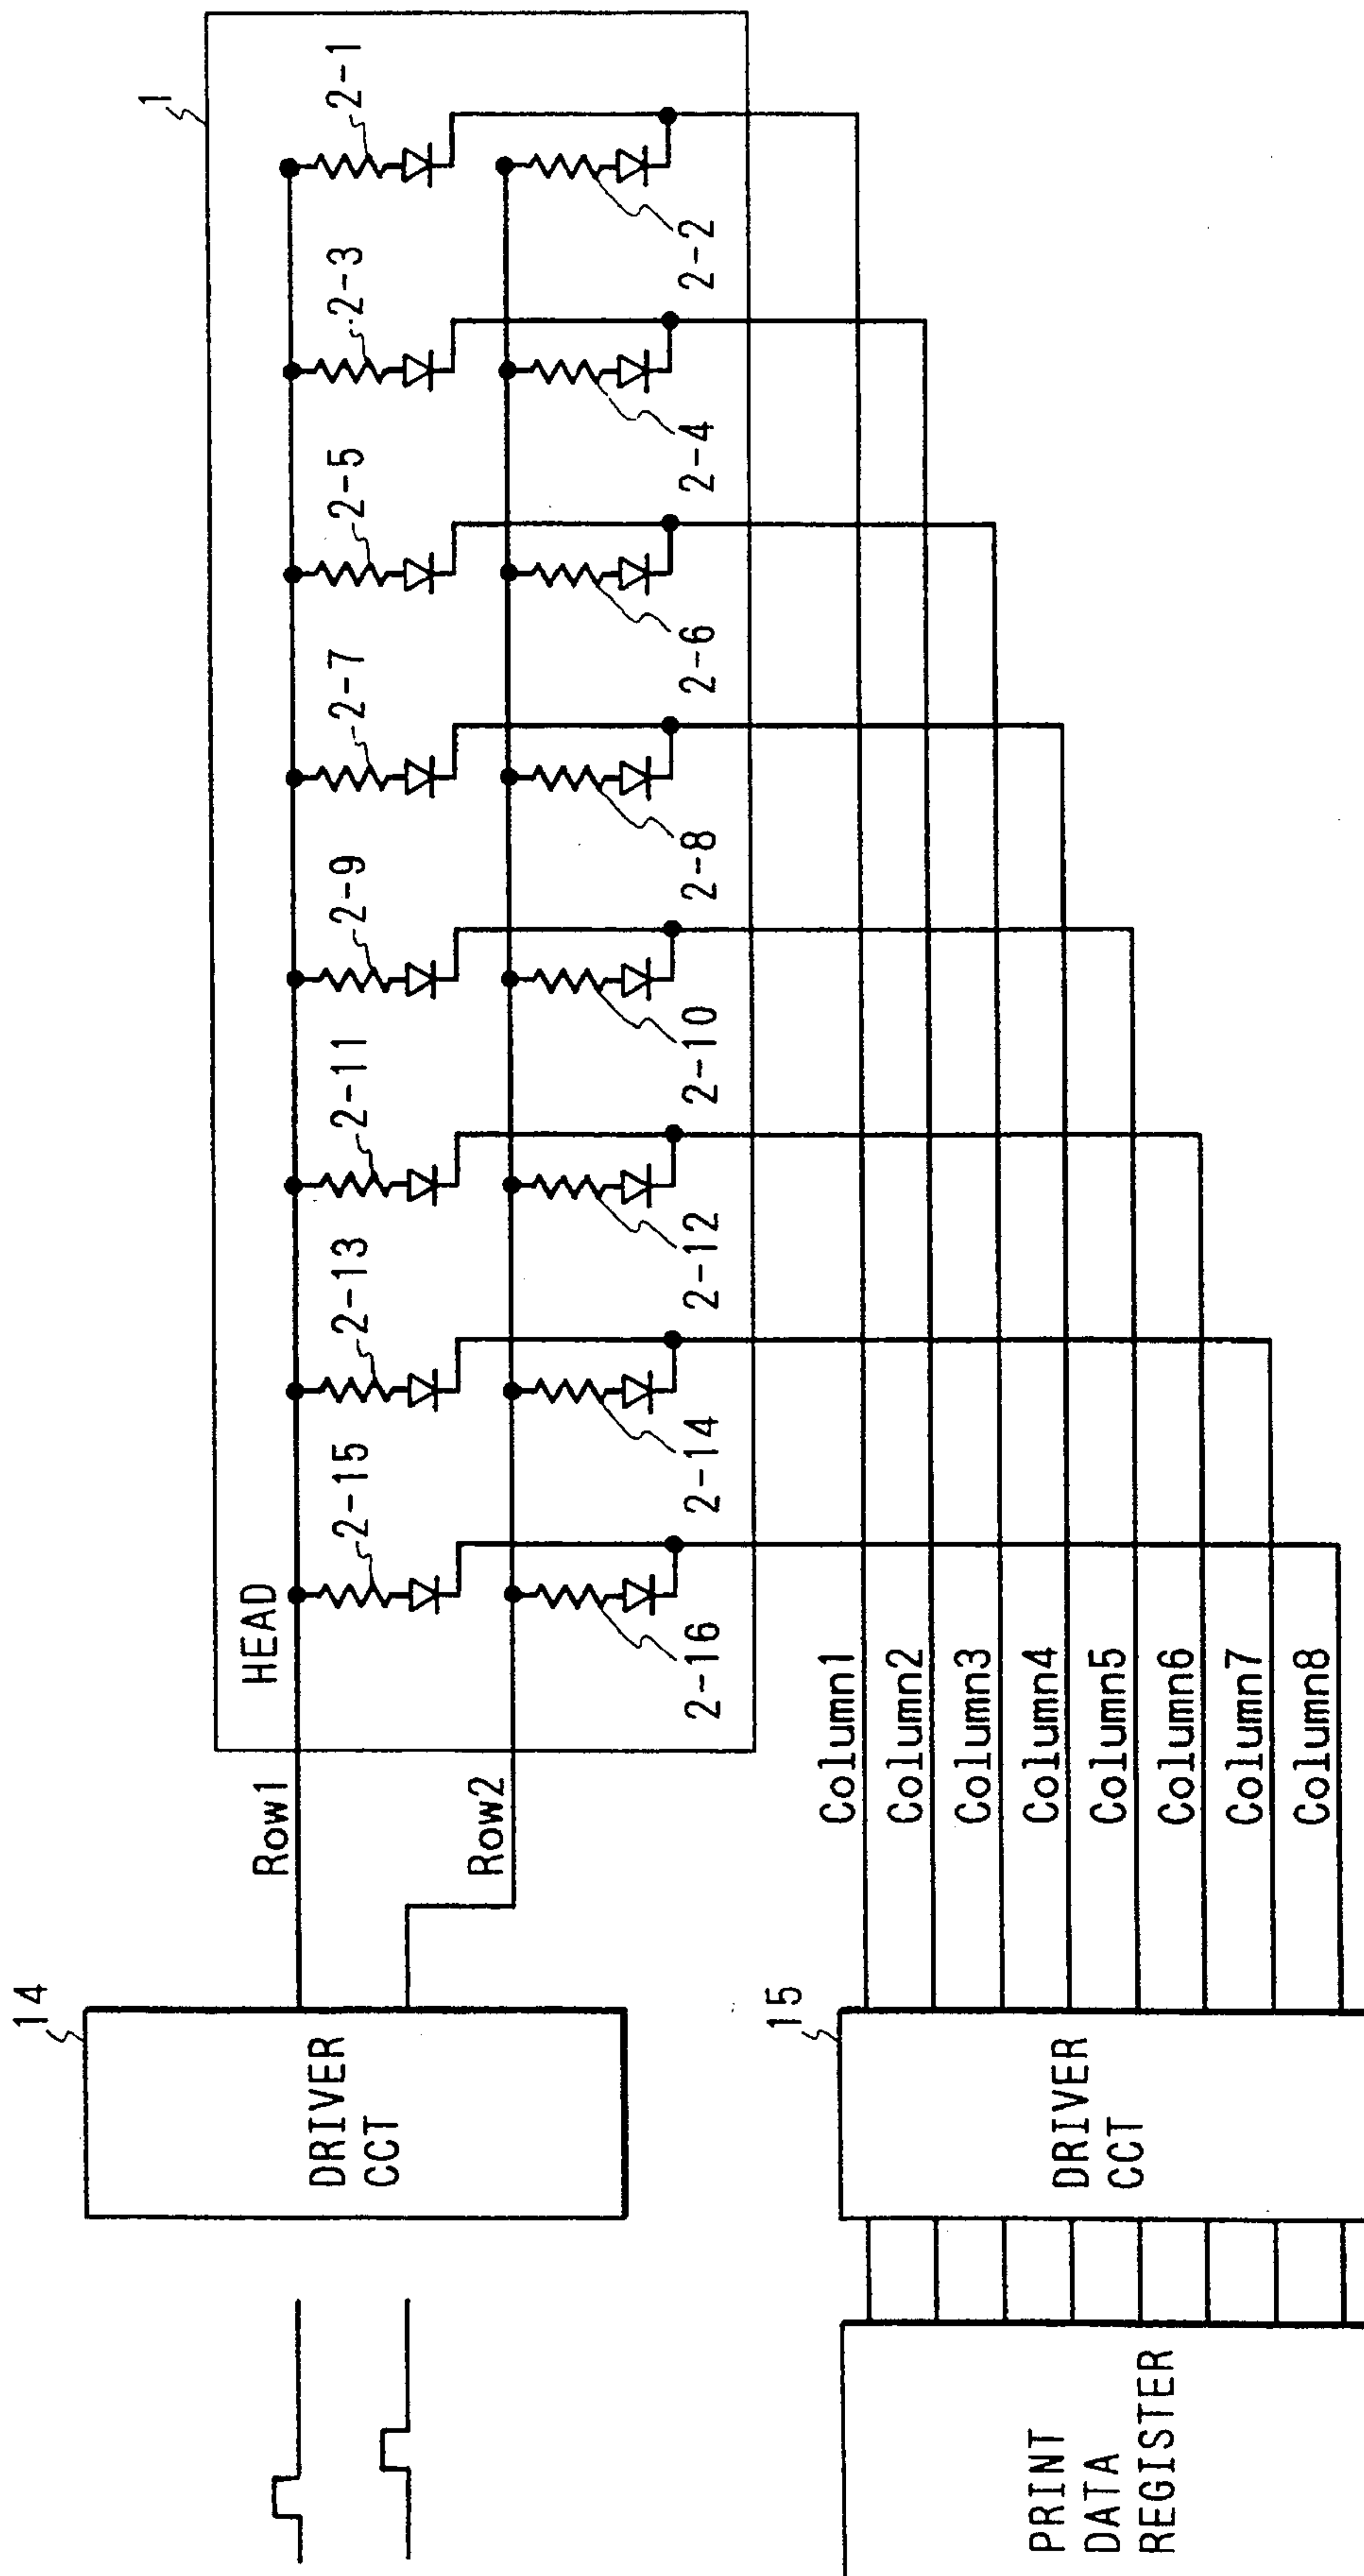 1
HEAD
2-15
2-13
2-11
2-9
2-7
2-5
2-3
2-1
2-16
2-14
2-12
2-10
2-8
2-6
2-4
2-2
Row1
Row2
14
DRIVER
CCT
Column1
Column2
Column3
Column4
Column5
Column6
Column7
Column8
15
DRIVER
CCT
PRINT
DATA
REGISTER